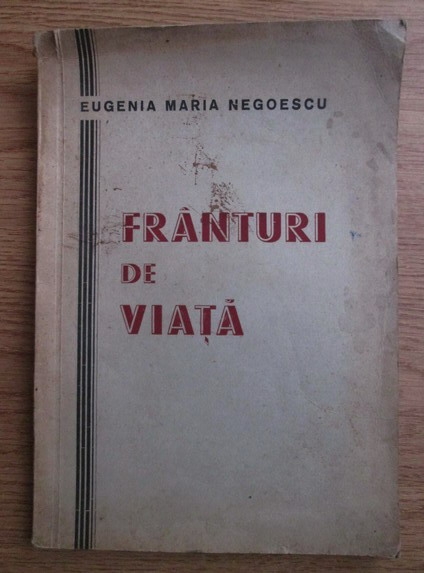 EUGENIA MARIA NEGOESCU
FRÂNTURI
DE
VIAȚĂ